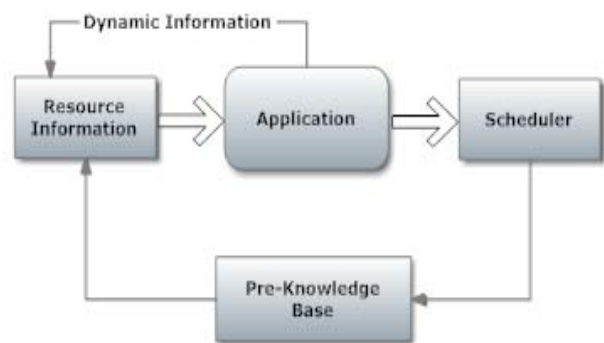 Dynamic Information
Resource
Information
Application
Scheduler
Pre-Knowledge
Base